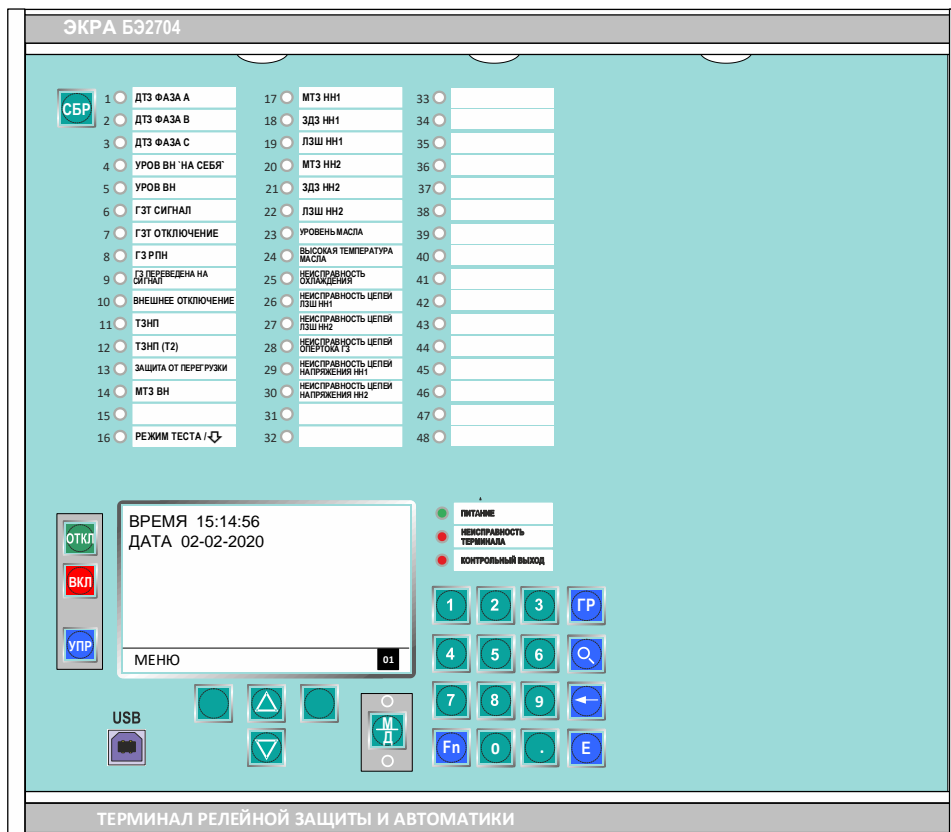 ЭКРА БЭ2704
СБР
1 ДТЗ ФАЗА А
2 ДТЗ ФАЗА В
3 ДТЗ ФАЗА С
4 УРОВ ВН `НА СЕБЯ`
5 УРОВ ВН
6 ГЗТ СИГНАЛ
7 ГЗТ ОТКЛЮЧЕНИЕ
8 ГЗ РПН
9 ГЗ ПЕРЕВЕДЕНА НА
СИГНАЛ
10 ВНЕШНЕЕ ОТКЛЮЧЕНИЕ
11 ТЗНП
12 ТЗНП (Т2)
13 ЗАЩИТА ОТ ПЕРЕГРУЗКИ
14 МТЗ ВН
15
16 РЕЖИМ ТЕСТА /
17 МТЗ НН1
18 ЗДЗ НН1
19 ЛЗШ НН1
20 МТЗ НН2
21 ЗДЗ НН2
22 ЛЗШ НН2
23 УРОВЕНЬ МАСЛА
24 ВЫСОКАЯ ТЕМПЕРАТУРА
МАСЛА
25 НЕИСПРАВНОСТЬ
ОХЛАЖДЕНИЯ
26 НЕИСПРАВНОСТЬ ЦЕПЕЙ
ЛЗШ НН1
27 НЕИСПРАВНОСТЬ ЦЕПЕЙ
ЛЗШ НН2
28 НЕИСПРАВНОСТЬ ЦЕПЕЙ
ОПЕРТОКА ГЗ
29 НЕИСПРАВНОСТЬ ЦЕПЕЙ
НАПРЯЖЕНИЯ НН1
30 НЕИСПРАВНОСТЬ ЦЕПЕЙ
НАПРЯЖЕНИЯ НН2
31
32
33
34
35
36
37
38
39
40
41
42
43
44
45
46
47
48
ОТКЛ
ВКЛ
УПР
ВРЕМЯ 15:14:56
ДАТА 02-02-2020
МЕНЮ 01
ПИТАНИЕ
НЕИСПРАВНОСТЬ
ТЕРМИНАЛА
КОНТРОЛЬНЫЙ ВЫХОД
1 2 3 ГР
4 5 6
7 8 9
Fn 0 . E
USB
М
Д
ТЕРМИНАЛ РЕЛЕЙНОЙ ЗАЩИТЫ И АВТОМАТИКИ